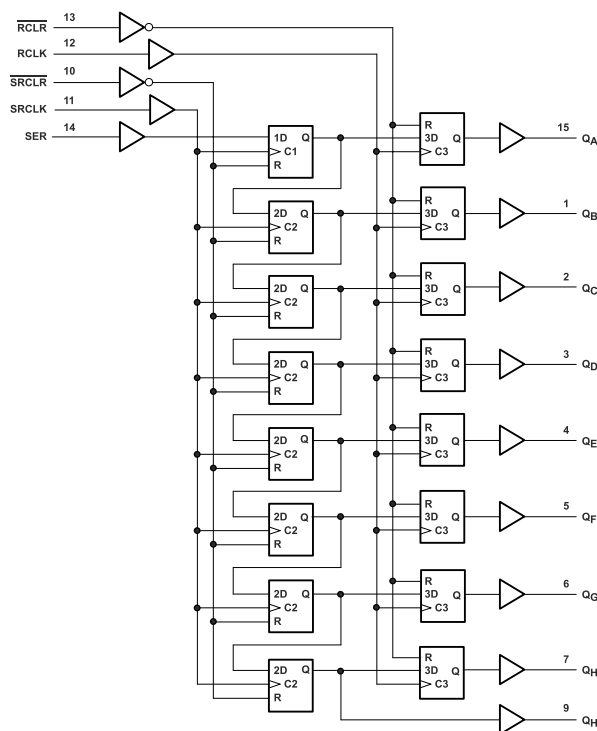 RCLR 13
RCLK 12
SRCLR 10
SRCLK 11
SER 14
1D Q
C1
R
R
3D Q
C3
15
QA
2D Q
C2
R
R
3D Q
C3
1
QB
2D Q
C2
R
R
3D Q
C3
2
QC
2D Q
C2
R
R
3D Q
C3
3
QD
2D Q
C2
R
R
3D Q
C3
4
QE
2D Q
C2
R
R
3D Q
C3
5
QF
2D Q
C2
R
R
3D Q
C3
6
QG
2D Q
C2
R
R
3D Q
C3
7
QH
9
QH